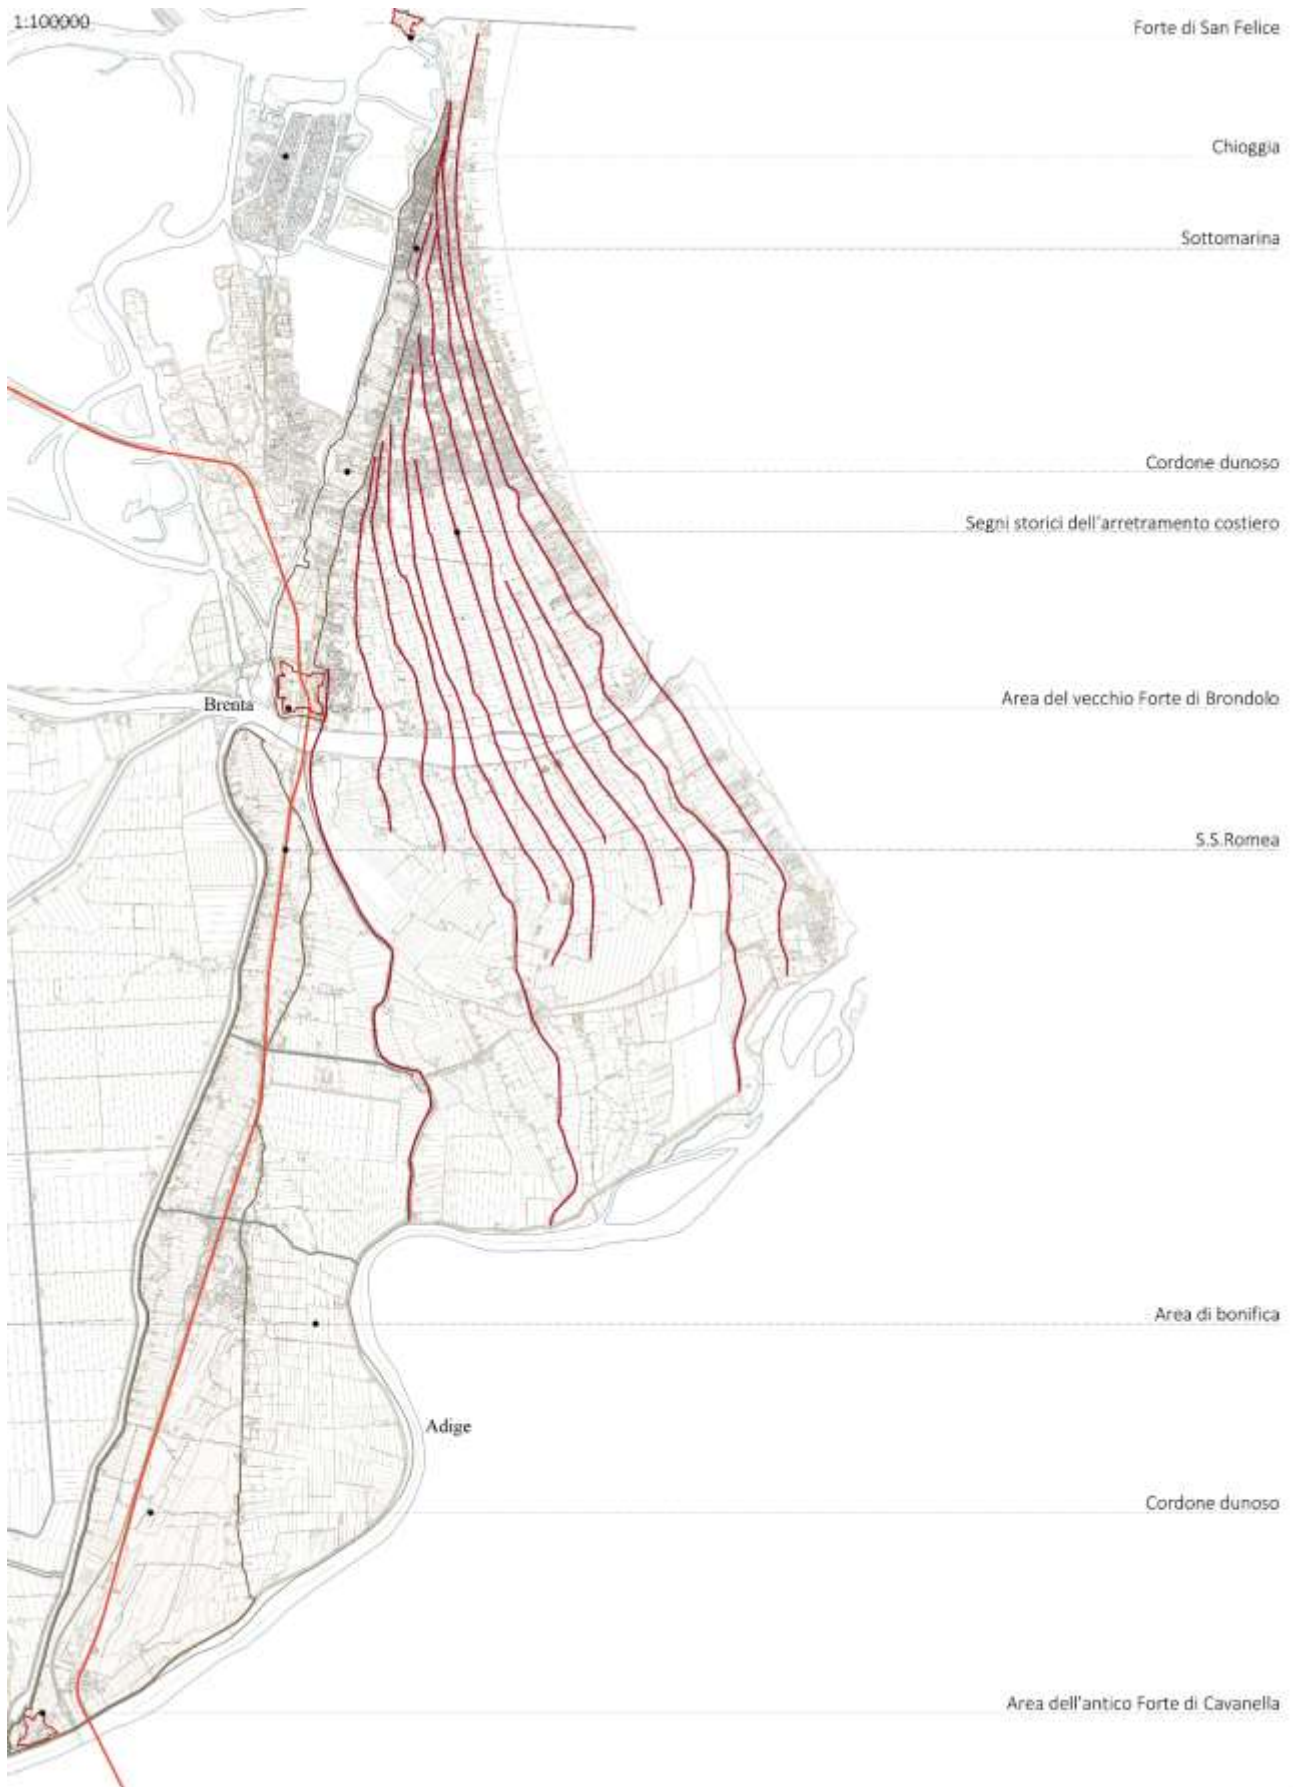 1:100000
Forte di San Felice
Chioggia
Sottomarina
Cordone dunoso
Segni storici dell'arretramento costiero
Brenta
Area del vecchio Forte di Brondolo
S.S.Romea
Area di bonifica
Adige
Cordone dunoso
Area dell'antico Forte di Cavanella